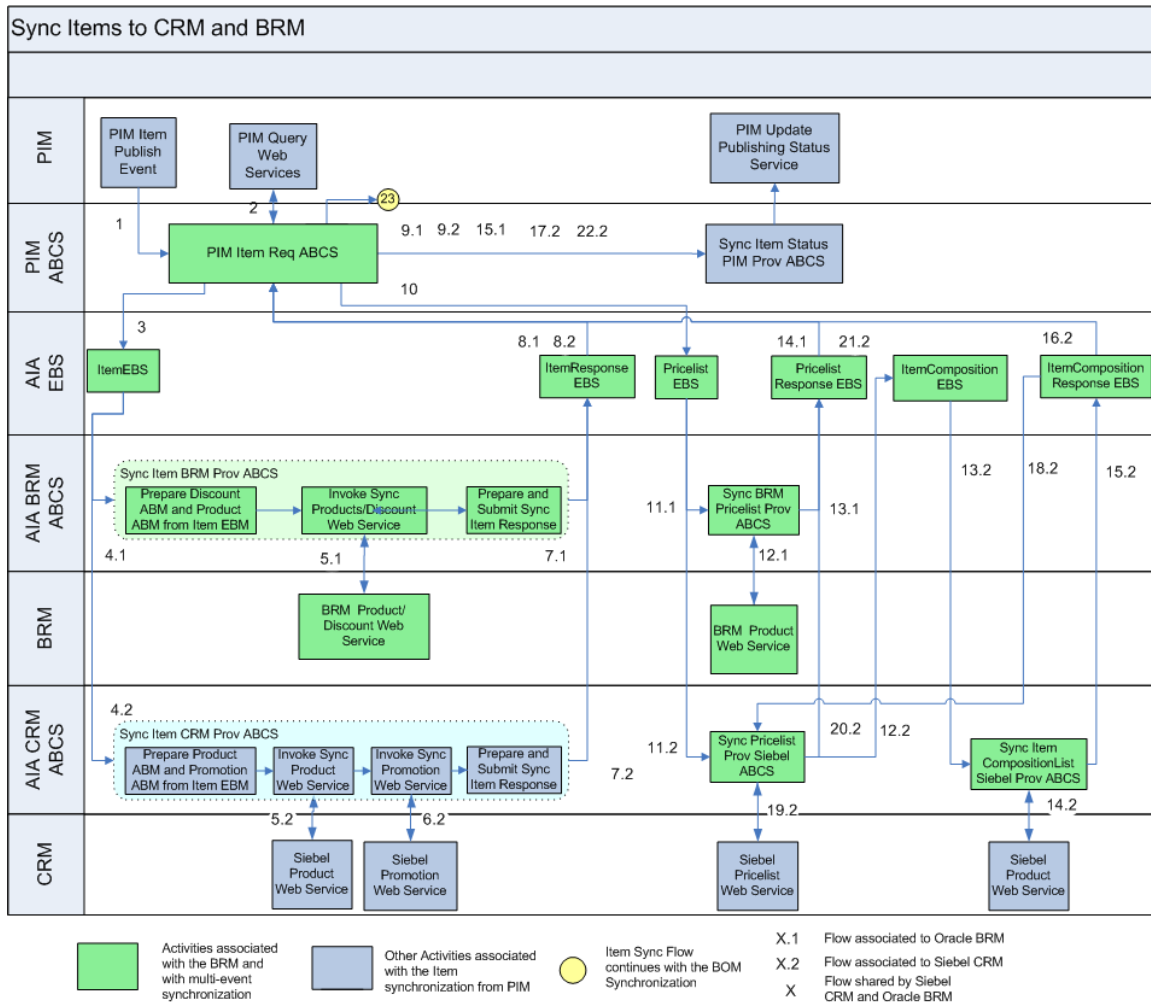 Sync Items to CRM and BRM
PIM
PIM Item
Publish
Event
PIM Query
Web
Services
PIM Update
Publishing Status
Service
23
1
2
PIM
ABCS
PIM Item Req ABCS
9.1
9.2
15.1
17.2
22.2
Sync Item Status
PIM Prov ABCS
10
3
AIA
EBS
ItemEBS
8.1
8.2
ItemResponse
EBS
Pricelist
EBS
14.1
21.2
Pricelist
Response EBS
ItemComposition
EBS
16.2
ItemComposition
Response EBS
AIA BRM
ABCS
Sync Item BRM Prov ABCS
Prepare Discount
ABM and Product
ABM from Item EBM
Invoke Sync
Products/Discount
Web Service
Prepare and
Submit Sync
Item Response
4.1
5.1
7.1
11.1
Sync BRM
Pricelist Prov
ABCS
13.1
12.1
13.2
18.2
15.2
BRM
BRM Product/
Discount Web
Service
BRM Product
Web Service
AIA CRM
ABCS
4.2
Sync Item CRM Prov ABCS
Prepare Product
ABM and Promotion
ABM from Item EBM
Invoke Sync
Product
Web Service
Invoke Sync
Promotion
Web Service
Prepare and
Submit Sync
Item Response
7.2
11.2
Sync Pricelist
Prov Siebel
ABCS
20.2
12.2
Sync Item
CompositionList
Siebel Prov ABCS
CRM
5.2
6.2
19.2
14.2
Siebel
Product
Web Service
Siebel
Promotion
Web Service
Siebel
Pricelist
Web Service
Siebel
Product
Web Service
Activities associated
with the BRM and
with multi-event
synchronization
Other Activities associated
with the Item
synchronization from PIM
Item Sync Flow
continues with the BOM
Synchronization
X.1 Flow associated to Oracle BRM
X.2 Flow associated to Siebel CRM
X Flow shared by Siebel
CRM and Oracle BRM